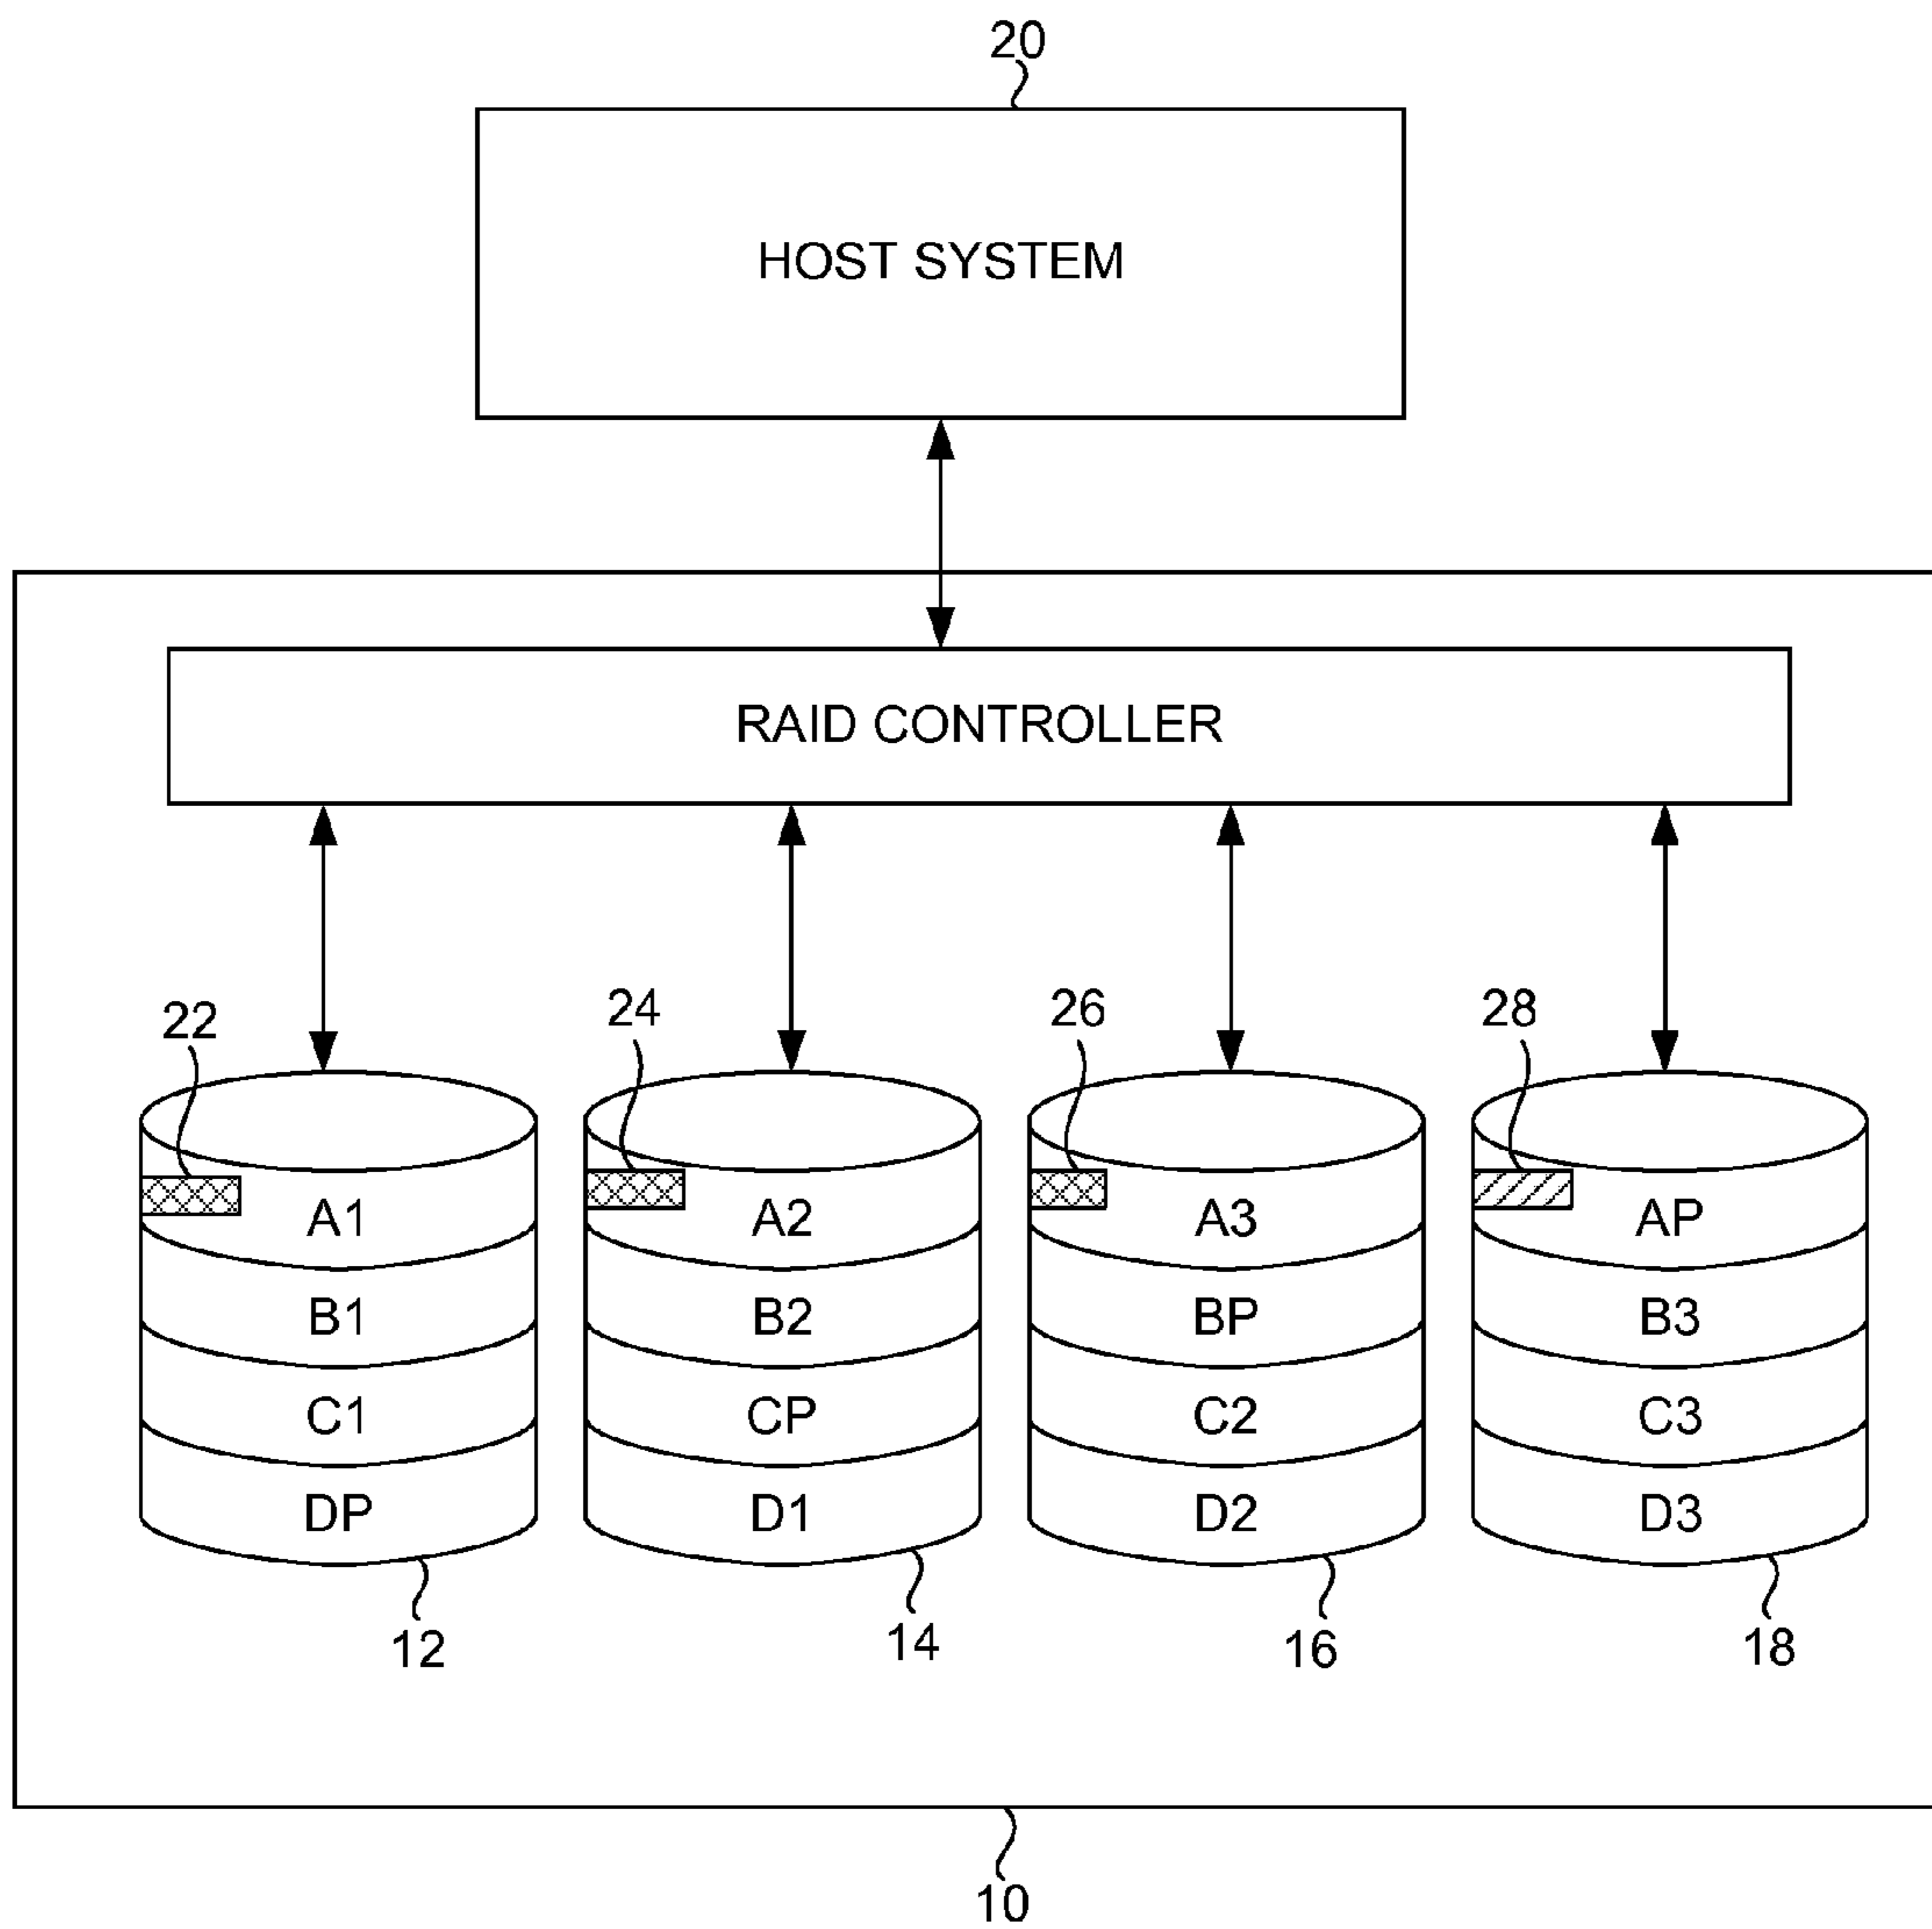 20
HOST SYSTEM
RAID CONTROLLER
22 24 26 28
A1 A2 A3 AP
B1 B2 BP B3
C1 CP C2 C3
DP D1 D2 D3
12 14 16 18
10